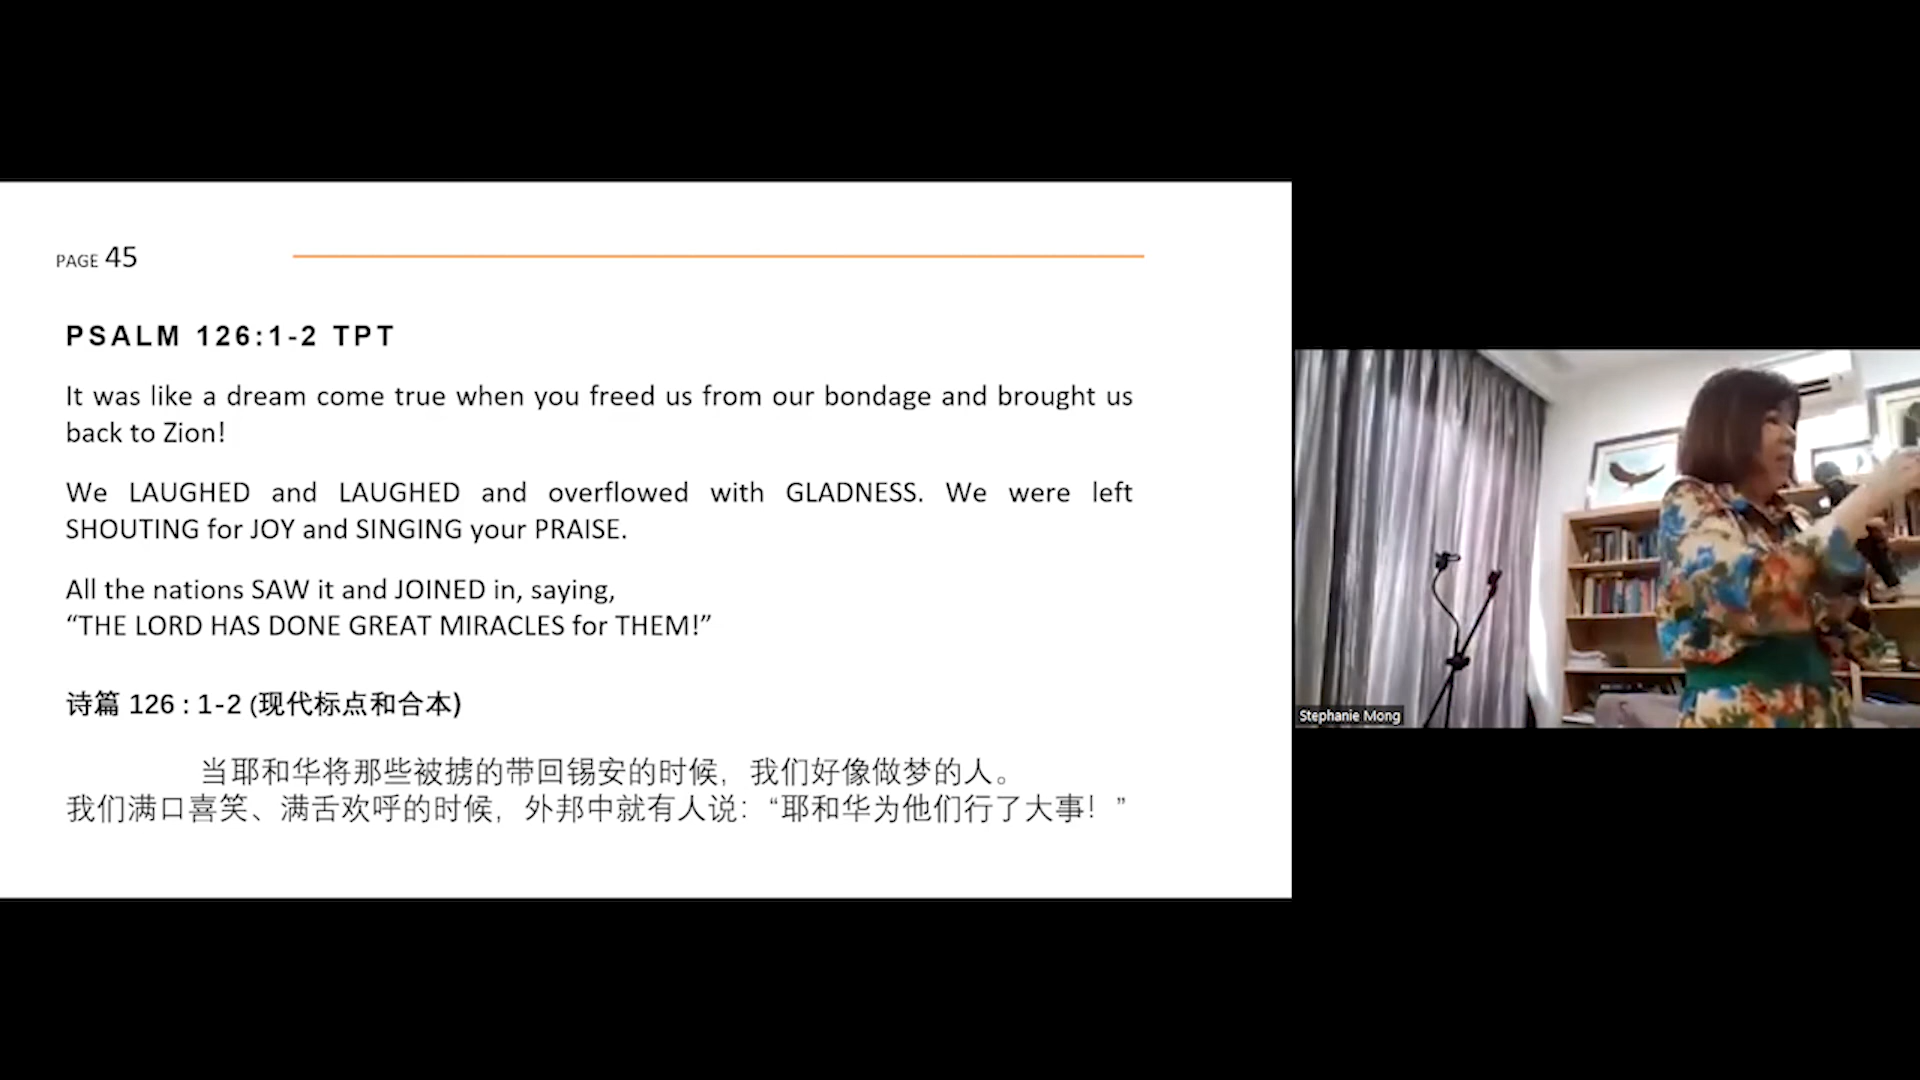 PAGE 45
PSALM 126:1-2 TPT
It was like a dream come true when you freed us from our bondage and brought us
back to Zion!
We LAUGHED and LAUGHED and overflowed with GLADNESS. We were left
SHOUTING for JOY and SINGING your PRAISE.
All the nations SAW it and JOINED in, saying,
“THE LORD HAS DONE GREAT MIRACLES for THEM!”
诗篇 126 : 1-2 (现代标点和合本)
当耶和华将那些被掳的带回锡安的时候，我们好像做梦的人。
我们满口喜笑、满舌欢呼的时候，外邦中就有人说：“耶和华为他们行了大事！”
Stephanie Mong